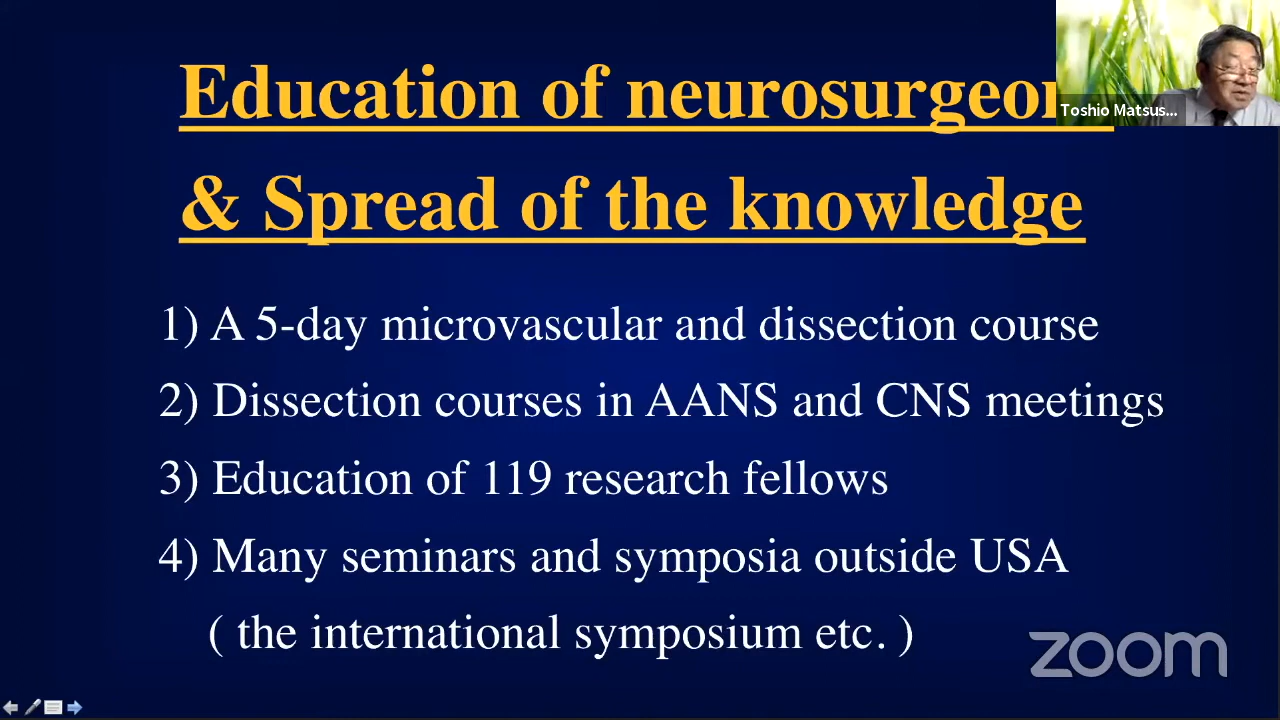 Education of neurosurgeon
& Spread of the knowledge
Toshio Matsus...
1) A 5-day microvascular and dissection course
2) Dissection courses in AANS and CNS meetings
3) Education of 119 research fellows
4) Many seminars and symposia outside USA
( the international symposium etc. )
zoom